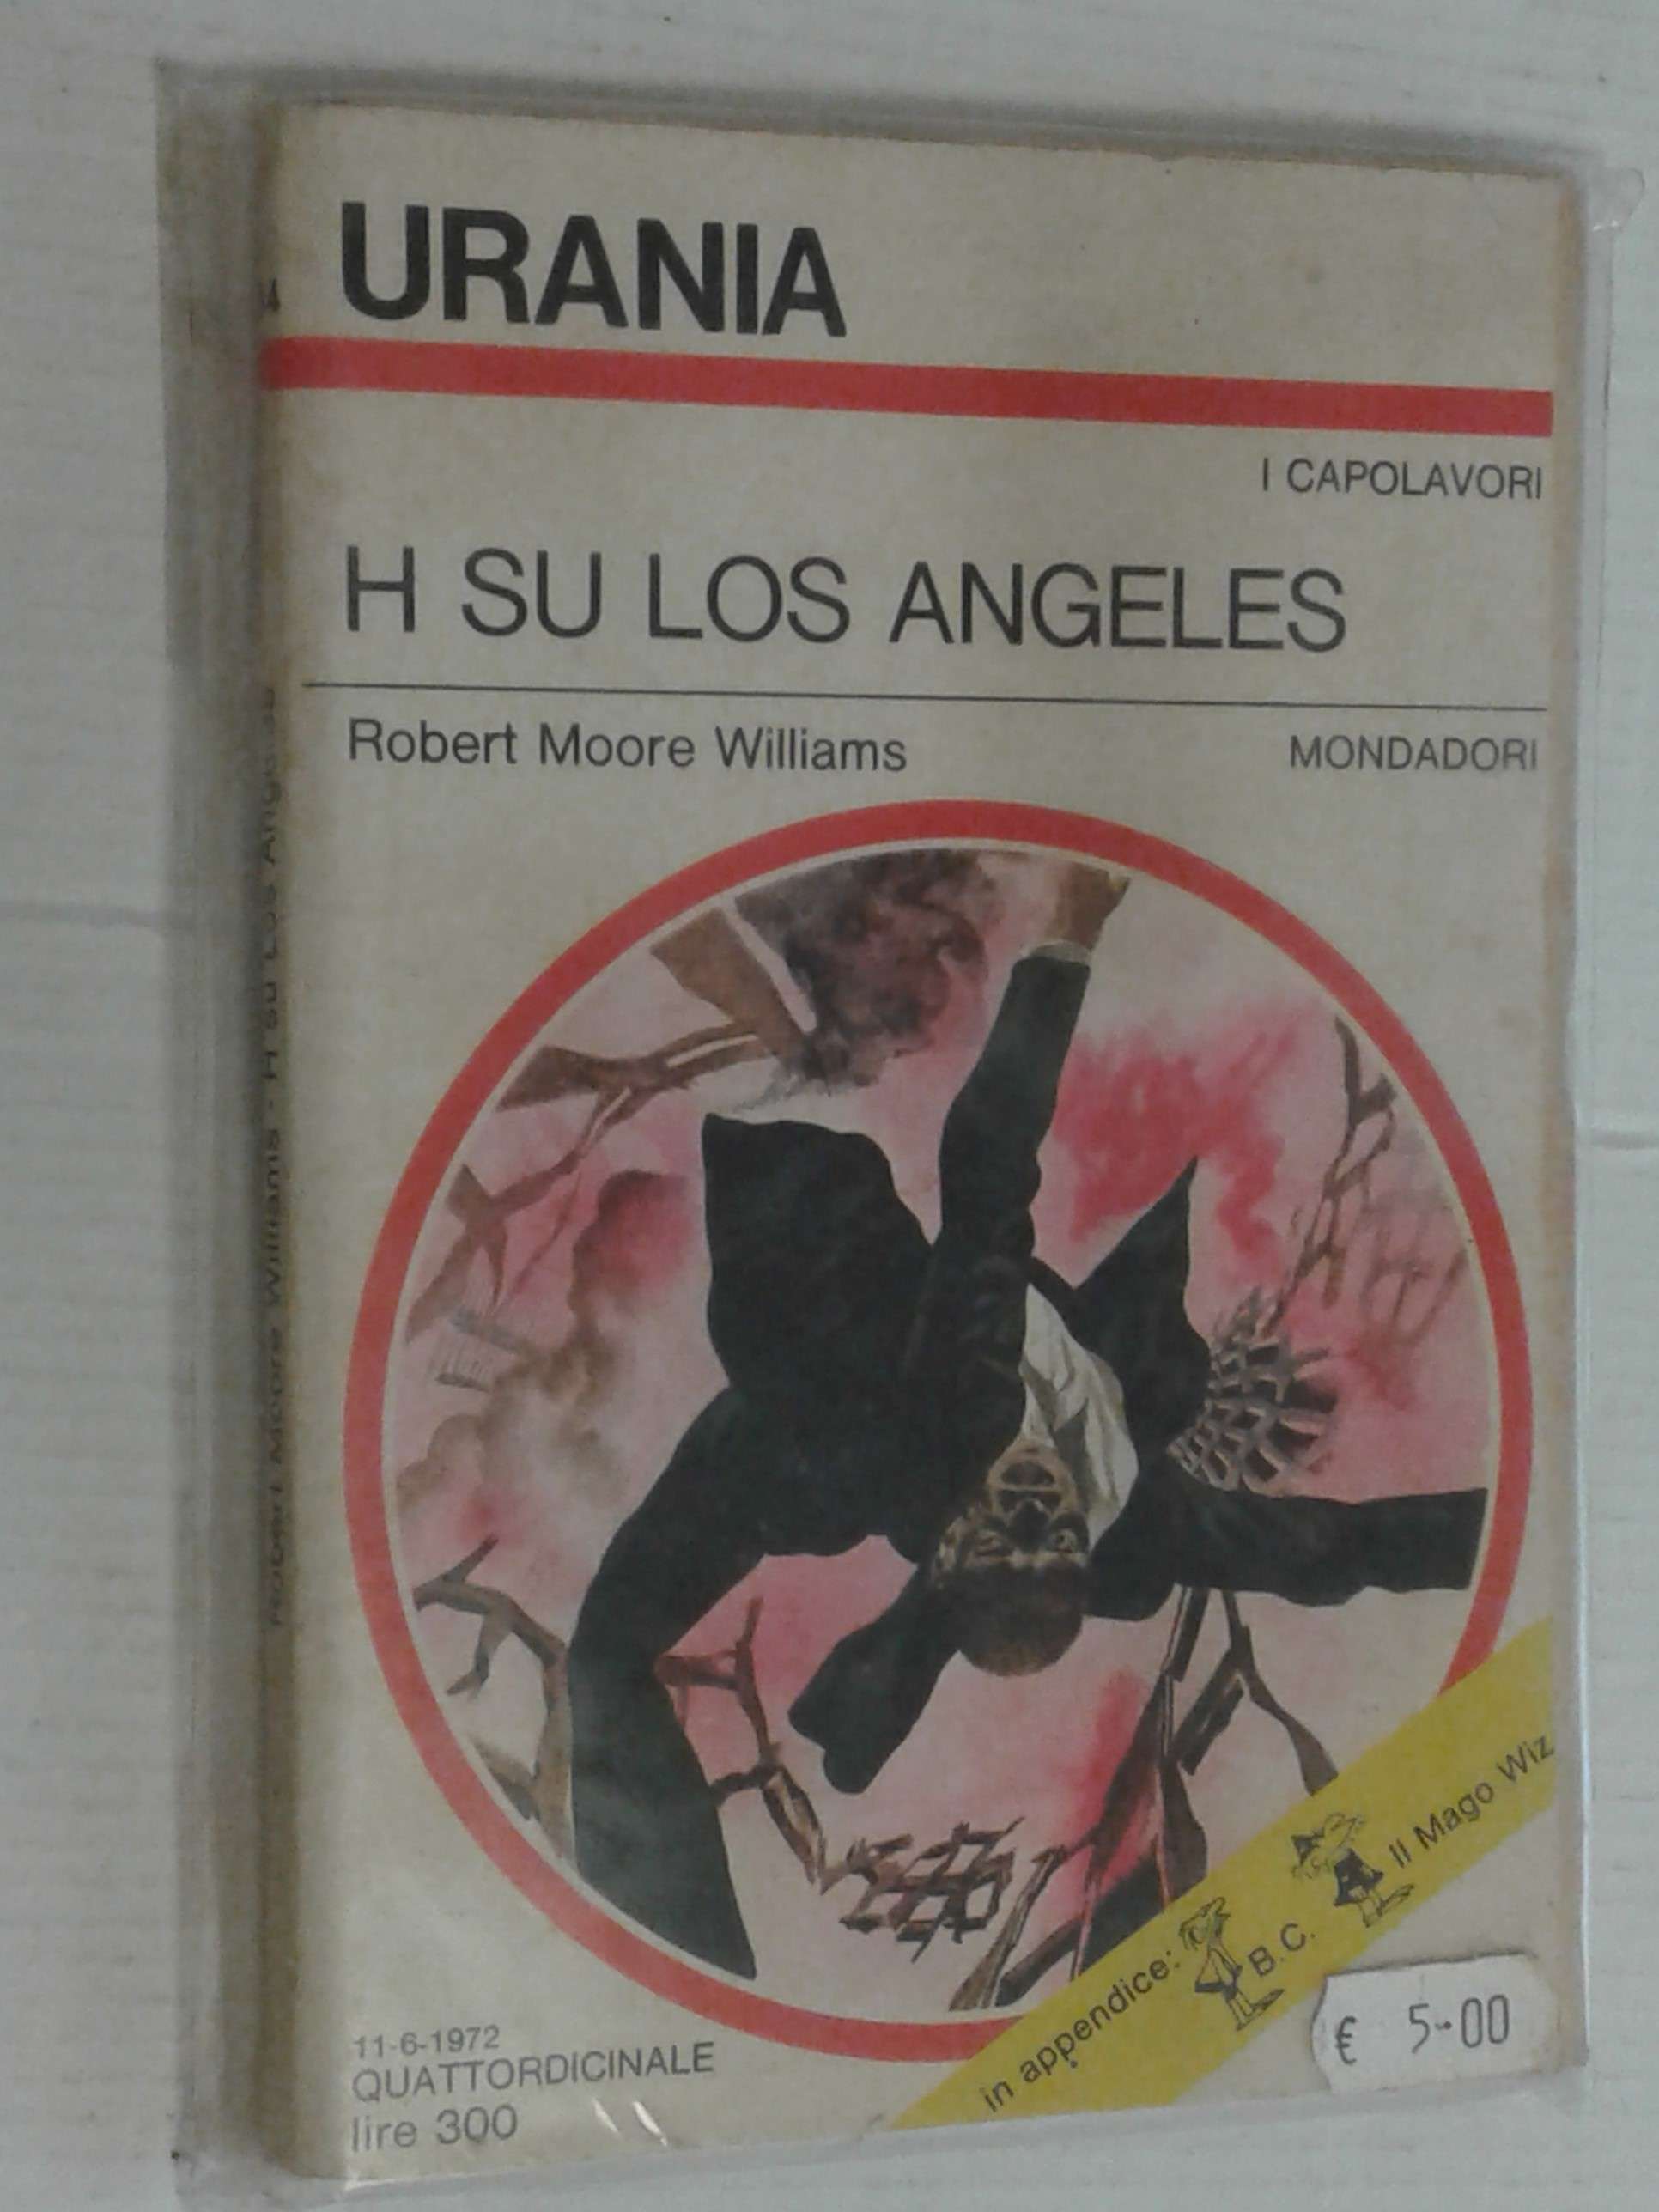 URANIA
I CAPOLAVORI
H SU LOS ANGELES
Robert Moore Williams
MONDADORI
in appendice: B.C. Il Mago Wiz
€ 5.00
11-6-1972
QUATTORDICINALE
lire 300
4
Robert Moore Williams - H su Los Angeles